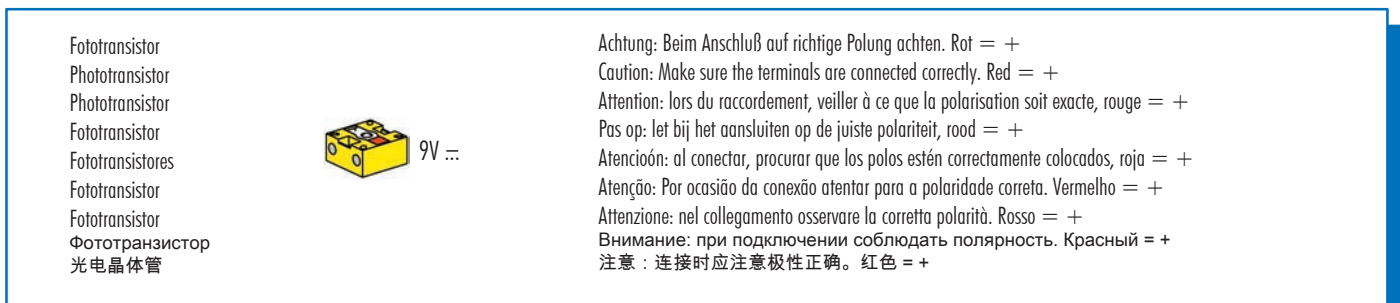 Fototransistor
Phototransistor
Phototransistor
Fototransistor
Fototransistores
Fototransistor
Fototransistor
Фототранзистор
光电晶体管
9V ⎓
Achtung: Beim Anschluß auf richtige Polung achten. Rot = +
Caution: Make sure the terminals are connected correctly. Red = +
Attention: lors du raccordement, veiller à ce que la polarisation soit exacte, rouge = +
Pas op: let bij het aansluiten op de juiste polariteit, rood = +
Atencioón: al conectar, procurar que los polos estén correctamente colocados, roja = +
Atenção: Por ocasião da conexão atentar para a polaridade correta. Vermelho = +
Attenzione: nel collegamento osservare la corretta polarità. Rosso = +
Внимание: при подключении соблюдать полярность. Красный = +
注意：连接时应注意极性正确。红色 = +